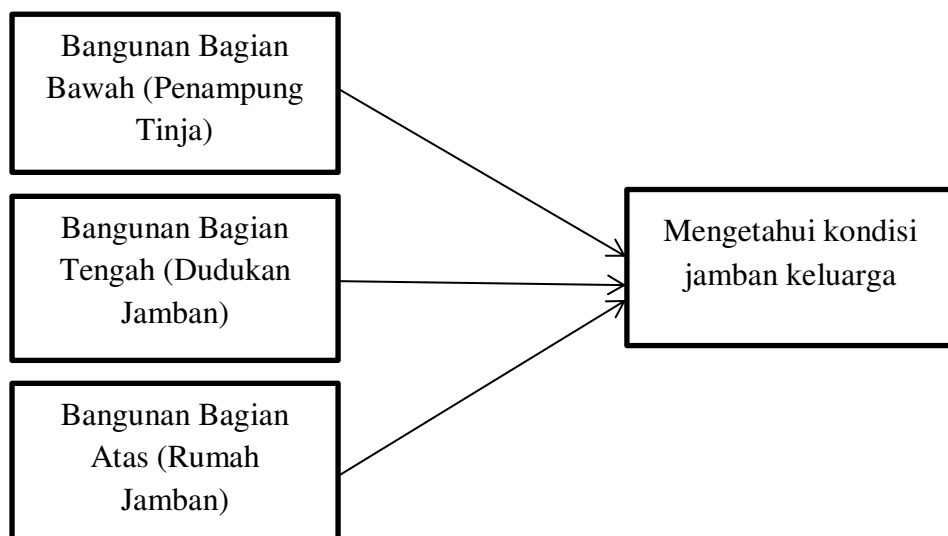 Bangunan Bagian
Bawah (Penampung
Tinja)
Bangunan Bagian
Tengah (Dudukan
Jamban)
Bangunan Bagian
Atas (Rumah
Jamban)
Mengetahui kondisi
jamban keluarga